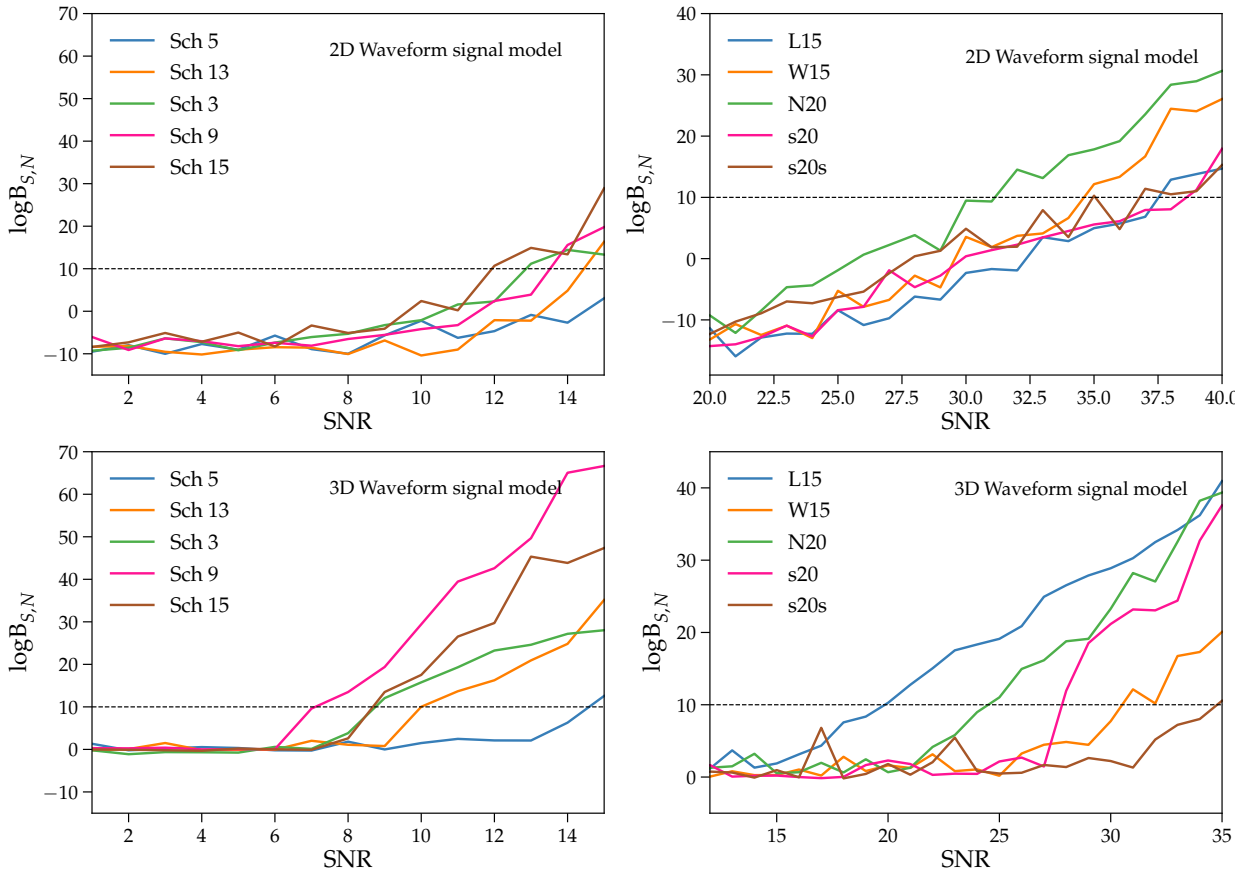 70
60
50
40
30
20
10
0
−10
logB_{S,N}
Sch 5
Sch 13
Sch 3
Sch 9
Sch 15
2D Waveform signal model
2 4 6 8 10 12 14
SNR
40
30
20
10
0
−10
logB_{S,N}
L15
W15
N20
s20
s20s
2D Waveform signal model
20.0 22.5 25.0 27.5 30.0 32.5 35.0 37.5 40.0
SNR
70
60
50
40
30
20
10
0
−10
logB_{S,N}
Sch 5
Sch 13
Sch 3
Sch 9
Sch 15
3D Waveform signal model
2 4 6 8 10 12 14
SNR
40
30
20
10
0
logB_{S,N}
L15
W15
N20
s20
s20s
3D Waveform signal model
15 20 25 30 35
SNR